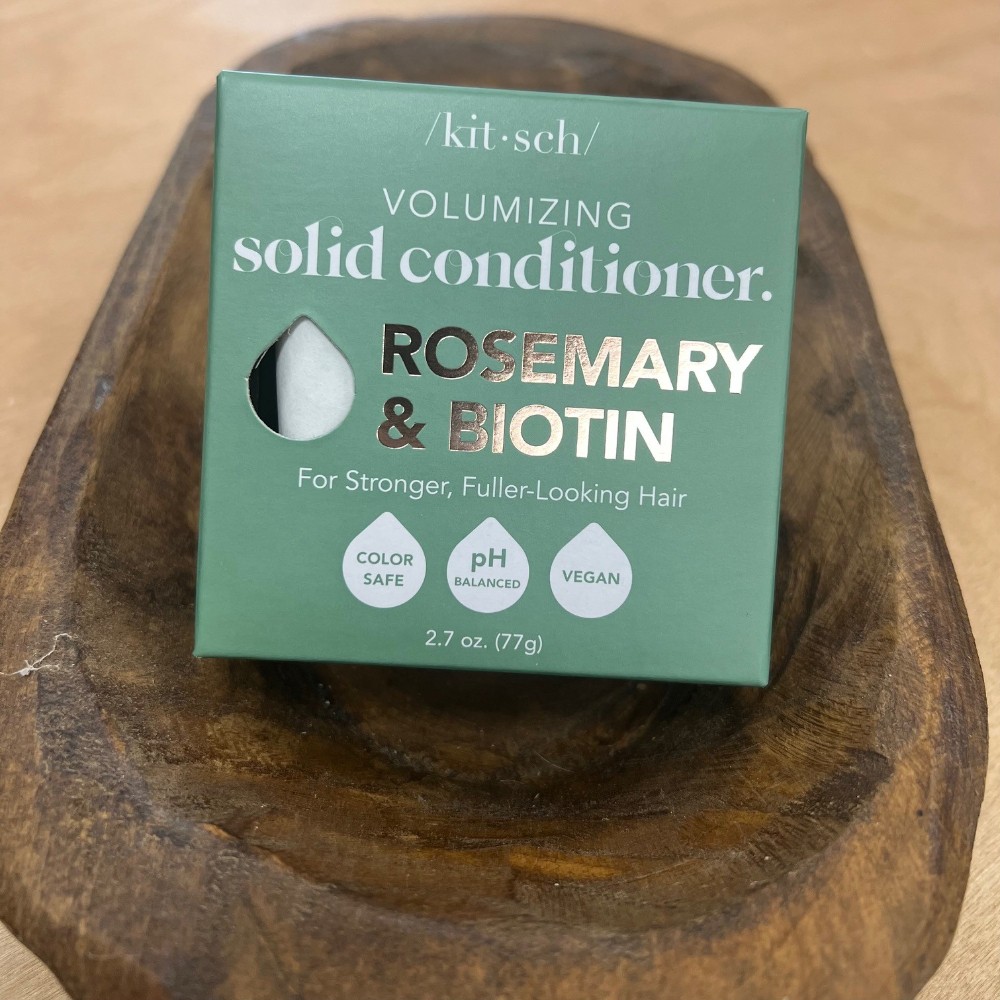 /kit·sch/
VOLUMIZING
solid conditioner.
ROSEMARY
& BIOTIN
For Stronger, Fuller-Looking Hair
COLOR
SAFE
pH
BALANCED
VEGAN
2.7 oz. (77g)